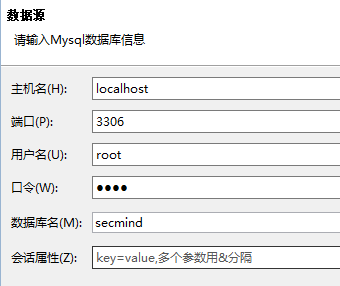 数据源
请输入Mysql数据库信息
主机名(H): localhost
端口(P): 3306
用户名(U): root
口令(W): ●●●●
数据库名(M): secmind
会话属性(Z): key=value,多个参数用&分隔